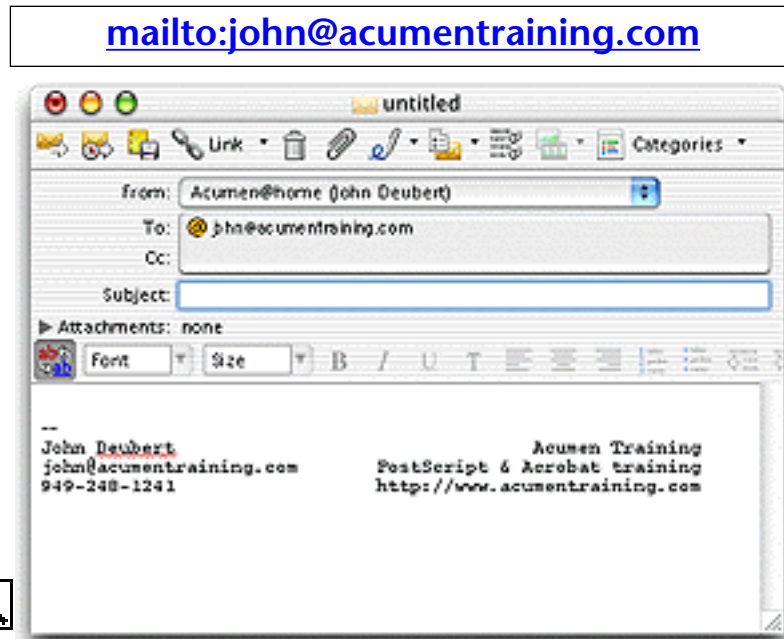 mailto:john@acumentraining.com
untitled
Link Categories
From: Acumen@home (John Deubert)
To: john@acumentraining.com
Cc:
Subject:
Attachments: none
Font Size B I U T
--
John Deubert Acumen Training
john@acumentraining.com PostScript & Acrobat training
949-248-1241 http://www.acumentraining.com